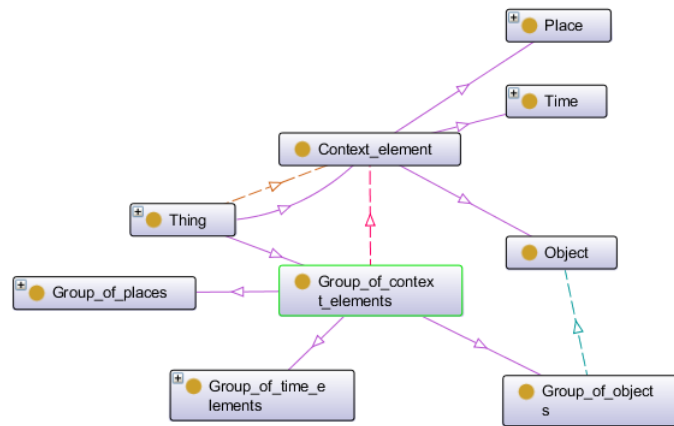 Place
Time
Context_element
Thing
Object
Group_of_places
Group_of_contex
t_elements
Group_of_time_e
lements
Group_of_object
s